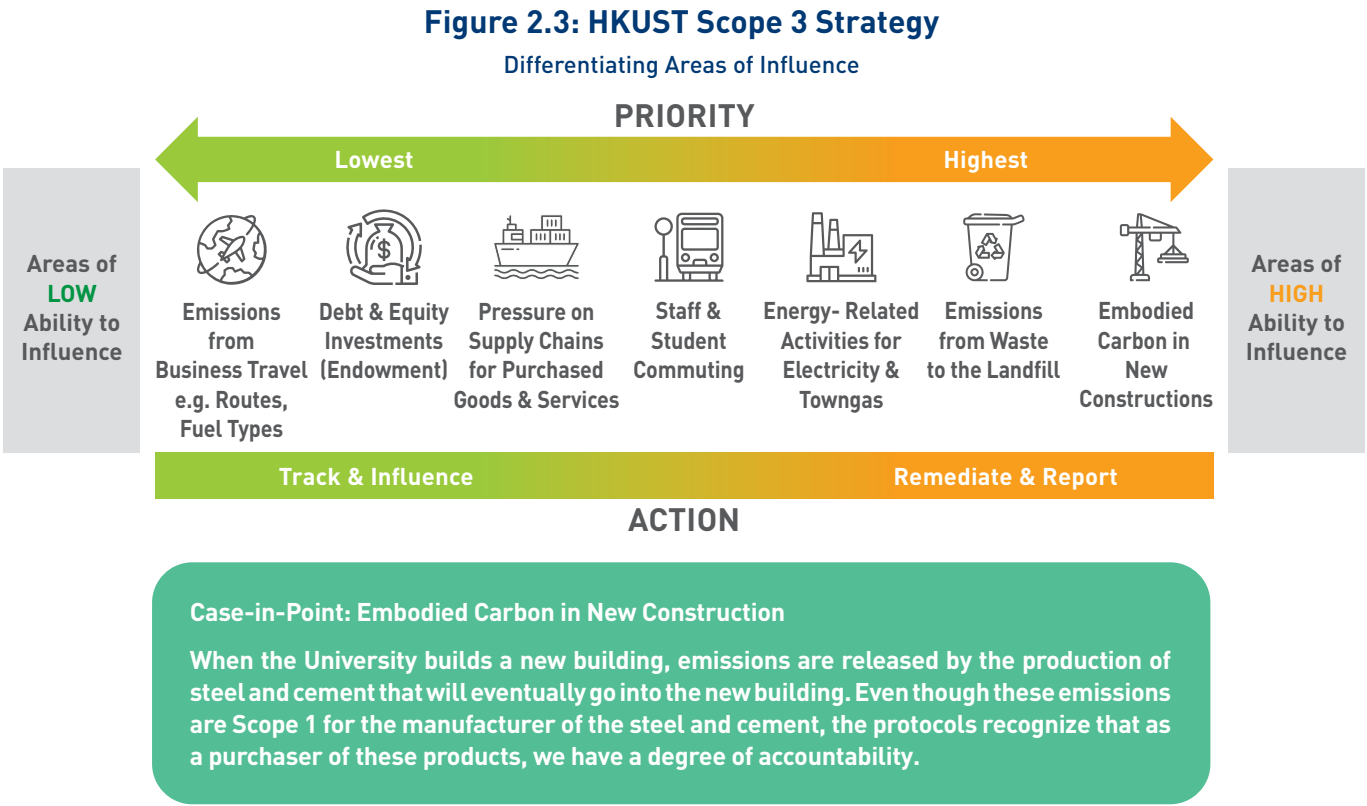 Figure 2.3: HKUST Scope 3 Strategy
Differentiating Areas of Influence
PRIORITY
Lowest
Highest
Areas of
LOW
Ability to
Influence
Emissions
from
Business Travel
e.g. Routes,
Fuel Types
Debt & Equity
Investments
(Endowment)
Pressure on
Supply Chains
for Purchased
Goods & Services
Staff &
Student
Commuting
Energy- Related
Activities for
Electricity &
Towngas
Emissions
from Waste
to the Landfill
Embodied
Carbon in
New
Constructions
Areas of
HIGH
Ability to
Influence
Track & Influence
Remediate & Report
ACTION
Case-in-Point: Embodied Carbon in New Construction
When the University builds a new building, emissions are released by the production of
steel and cement that will eventually go into the new building. Even though these emissions
are Scope 1 for the manufacturer of the steel and cement, the protocols recognize that as
a purchaser of these products, we have a degree of accountability.